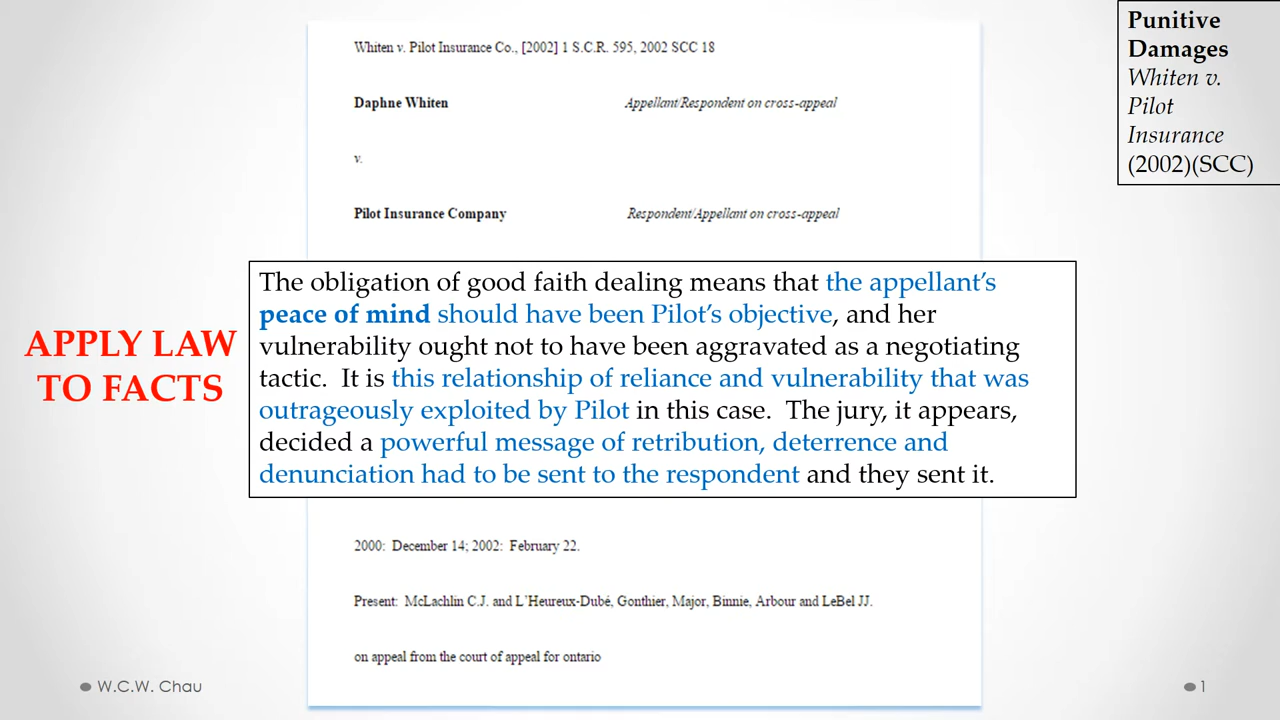 Whiten v. Pilot Insurance Co., [2002] 1 S.C.R. 595, 2002 SCC 18
Daphne Whiten Appellant/Respondent on cross-appeal
v.
Pilot Insurance Company Respondent/Appellant on cross-appeal
Punitive
Damages
Whiten v.
Pilot
Insurance
(2002)(SCC)
APPLY LAW
TO FACTS
The obligation of good faith dealing means that the appellant’s
peace of mind should have been Pilot’s objective, and her
vulnerability ought not to have been aggravated as a negotiating
tactic. It is this relationship of reliance and vulnerability that was
outrageously exploited by Pilot in this case. The jury, it appears,
decided a powerful message of retribution, deterrence and
denunciation had to be sent to the respondent and they sent it.
2000: December 14; 2002: February 22.
Present: McLachlin C.J. and L’Heureux-Dubé, Gonthier, Major, Binnie, Arbour and LeBel JJ.
on appeal from the court of appeal for ontario
W.C.W. Chau
1